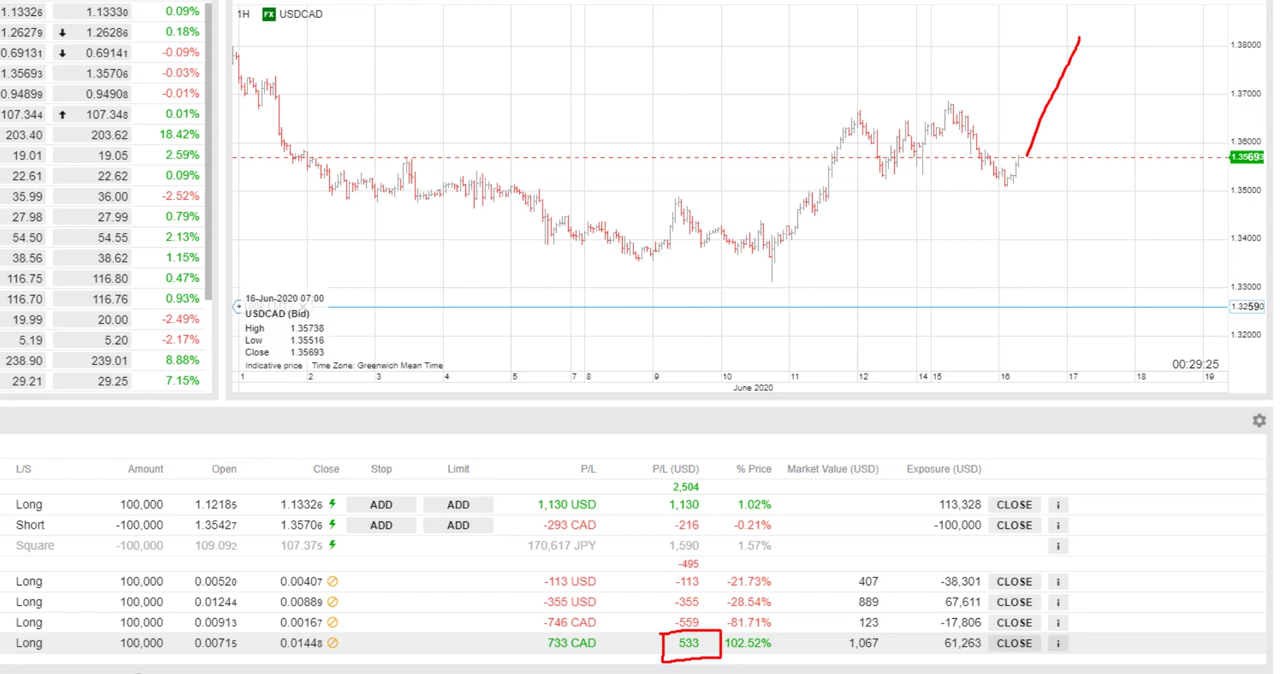 1.13326 1.13330 0.09%
1.26279 1.26286 0.18%
0.69131 0.69141 -0.09%
1.35693 1.35706 -0.03%
0.94899 0.94908 -0.01%
107.344 107.348 0.01%
203.40 203.62 18.42%
19.01 19.05 2.59%
22.61 22.62 0.09%
35.99 36.00 -2.52%
27.98 27.99 0.79%
54.50 54.55 2.13%
38.56 38.62 1.15%
116.75 116.80 0.47%
116.70 116.76 0.93%
19.99 20.00 -2.49%
5.19 5.20 -2.17%
238.90 239.01 8.88%
29.21 29.25 7.15%
1H FX USDCAD
1.38000
1.37000
1.36000
1.35693
1.35000
1.34000
1.33000
1.32590
1.32000
16-Jun-2020 07:00
USDCAD (Bid)
High 1.35738
Low 1.35516
Close 1.35693
Indicative price Time Zone: Greenwich Mean Time
00:29:25
1 2 3 4 5 7 8 9 10 11 12 14 15 16 17 18 19
June 2020
L/S Amount Open Close Stop Limit P/L P/L (USD) % Price Market Value (USD) Exposure (USD)
2,504
Long 100,000 1.12185 1.13326 ADD ADD 1,130 USD 1,130 1.02% 113,328 CLOSE i
Short -100,000 1.35427 1.35706 ADD ADD -293 CAD -216 -0.21% -100,000 CLOSE i
Square -100,000 109.092 107.375 170,617 JPY 1,590 1.57% i
-495
Long 100,000 0.00520 0.00407 -113 USD -113 -21.73% 407 -38,301 CLOSE i
Long 100,000 0.01244 0.00889 -355 USD -355 -28.54% 889 67,611 CLOSE i
Long 100,000 0.00913 0.00167 -746 CAD -559 -81.71% 123 -17,806 CLOSE i
Long 100,000 0.00715 0.01448 733 CAD 533 102.52% 1,067 61,263 CLOSE i